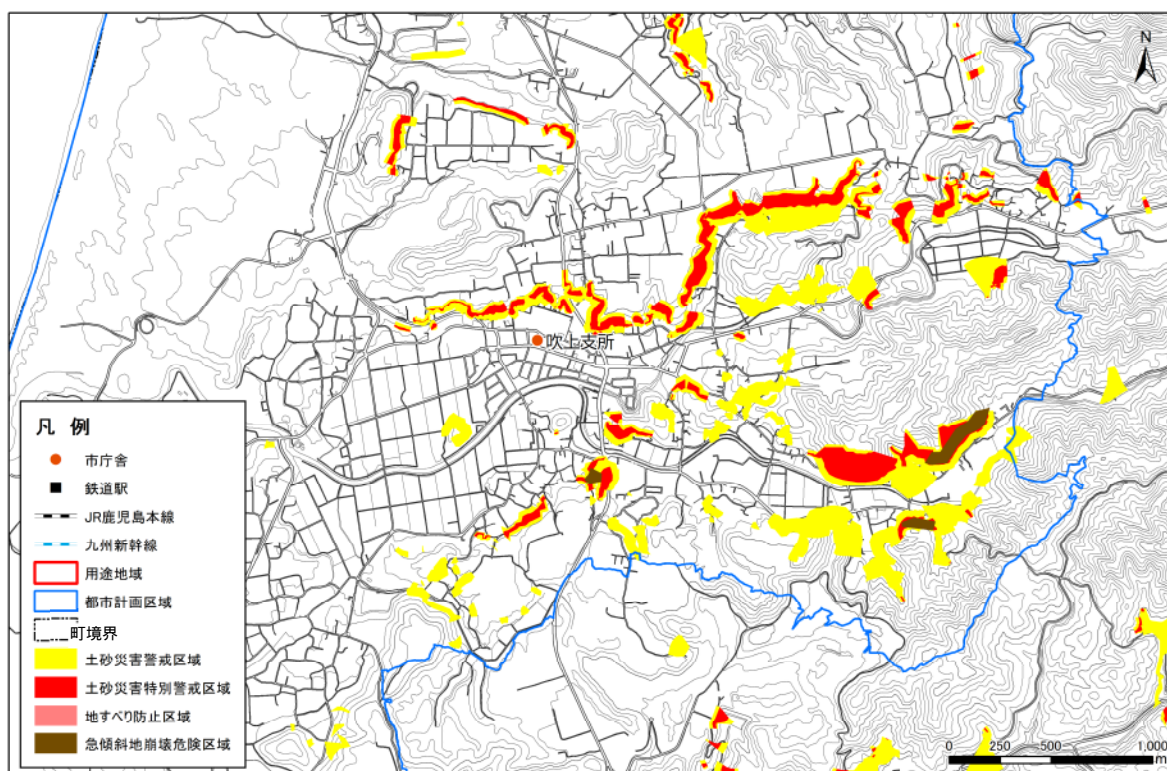 N
吹上支所
凡 例
市庁舎
鉄道駅
JR鹿児島本線
九州新幹線
用途地域
都市計画区域
町境界
土砂災害警戒区域
土砂災害特別警戒区域
地すべり防止区域
急傾斜地崩壊危険区域
0 250 500 1,000
m